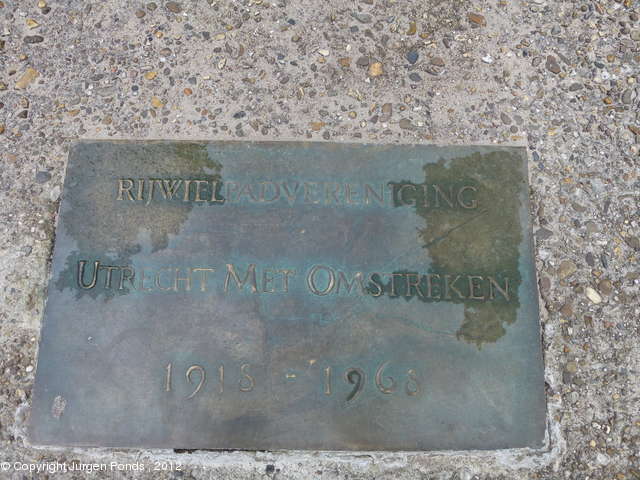 RIJWIELPADVERENIGING
UTRECHT MET OMSTREKEN
1918 - 1968
© Copyright Jurgen Ponds, 2012